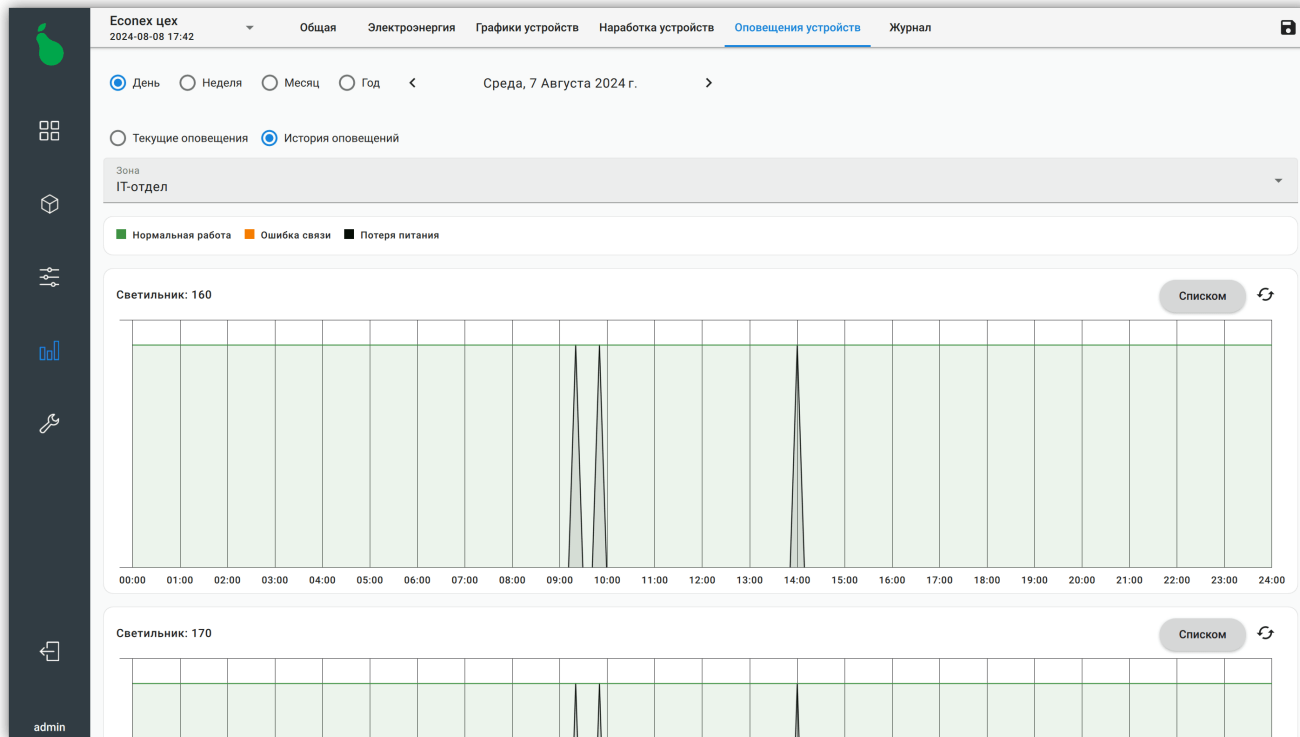 Econex цех
2024-08-08 17:42
Общая Электроэнергия Графики устройств Наработка устройств Оповещения устройств Журнал
День Неделя Месяц Год Среда, 7 Августа 2024 г.
Текущие оповещения История оповещений
Зона
IT-отдел
Нормальная работа Ошибка связи Потеря питания
Светильник: 160 Списком
00:00 01:00 02:00 03:00 04:00 05:00 06:00 07:00 08:00 09:00 10:00 11:00 12:00 13:00 14:00 15:00 16:00 17:00 18:00 19:00 20:00 21:00 22:00 23:00 24:00
Светильник: 170 Списком
admin